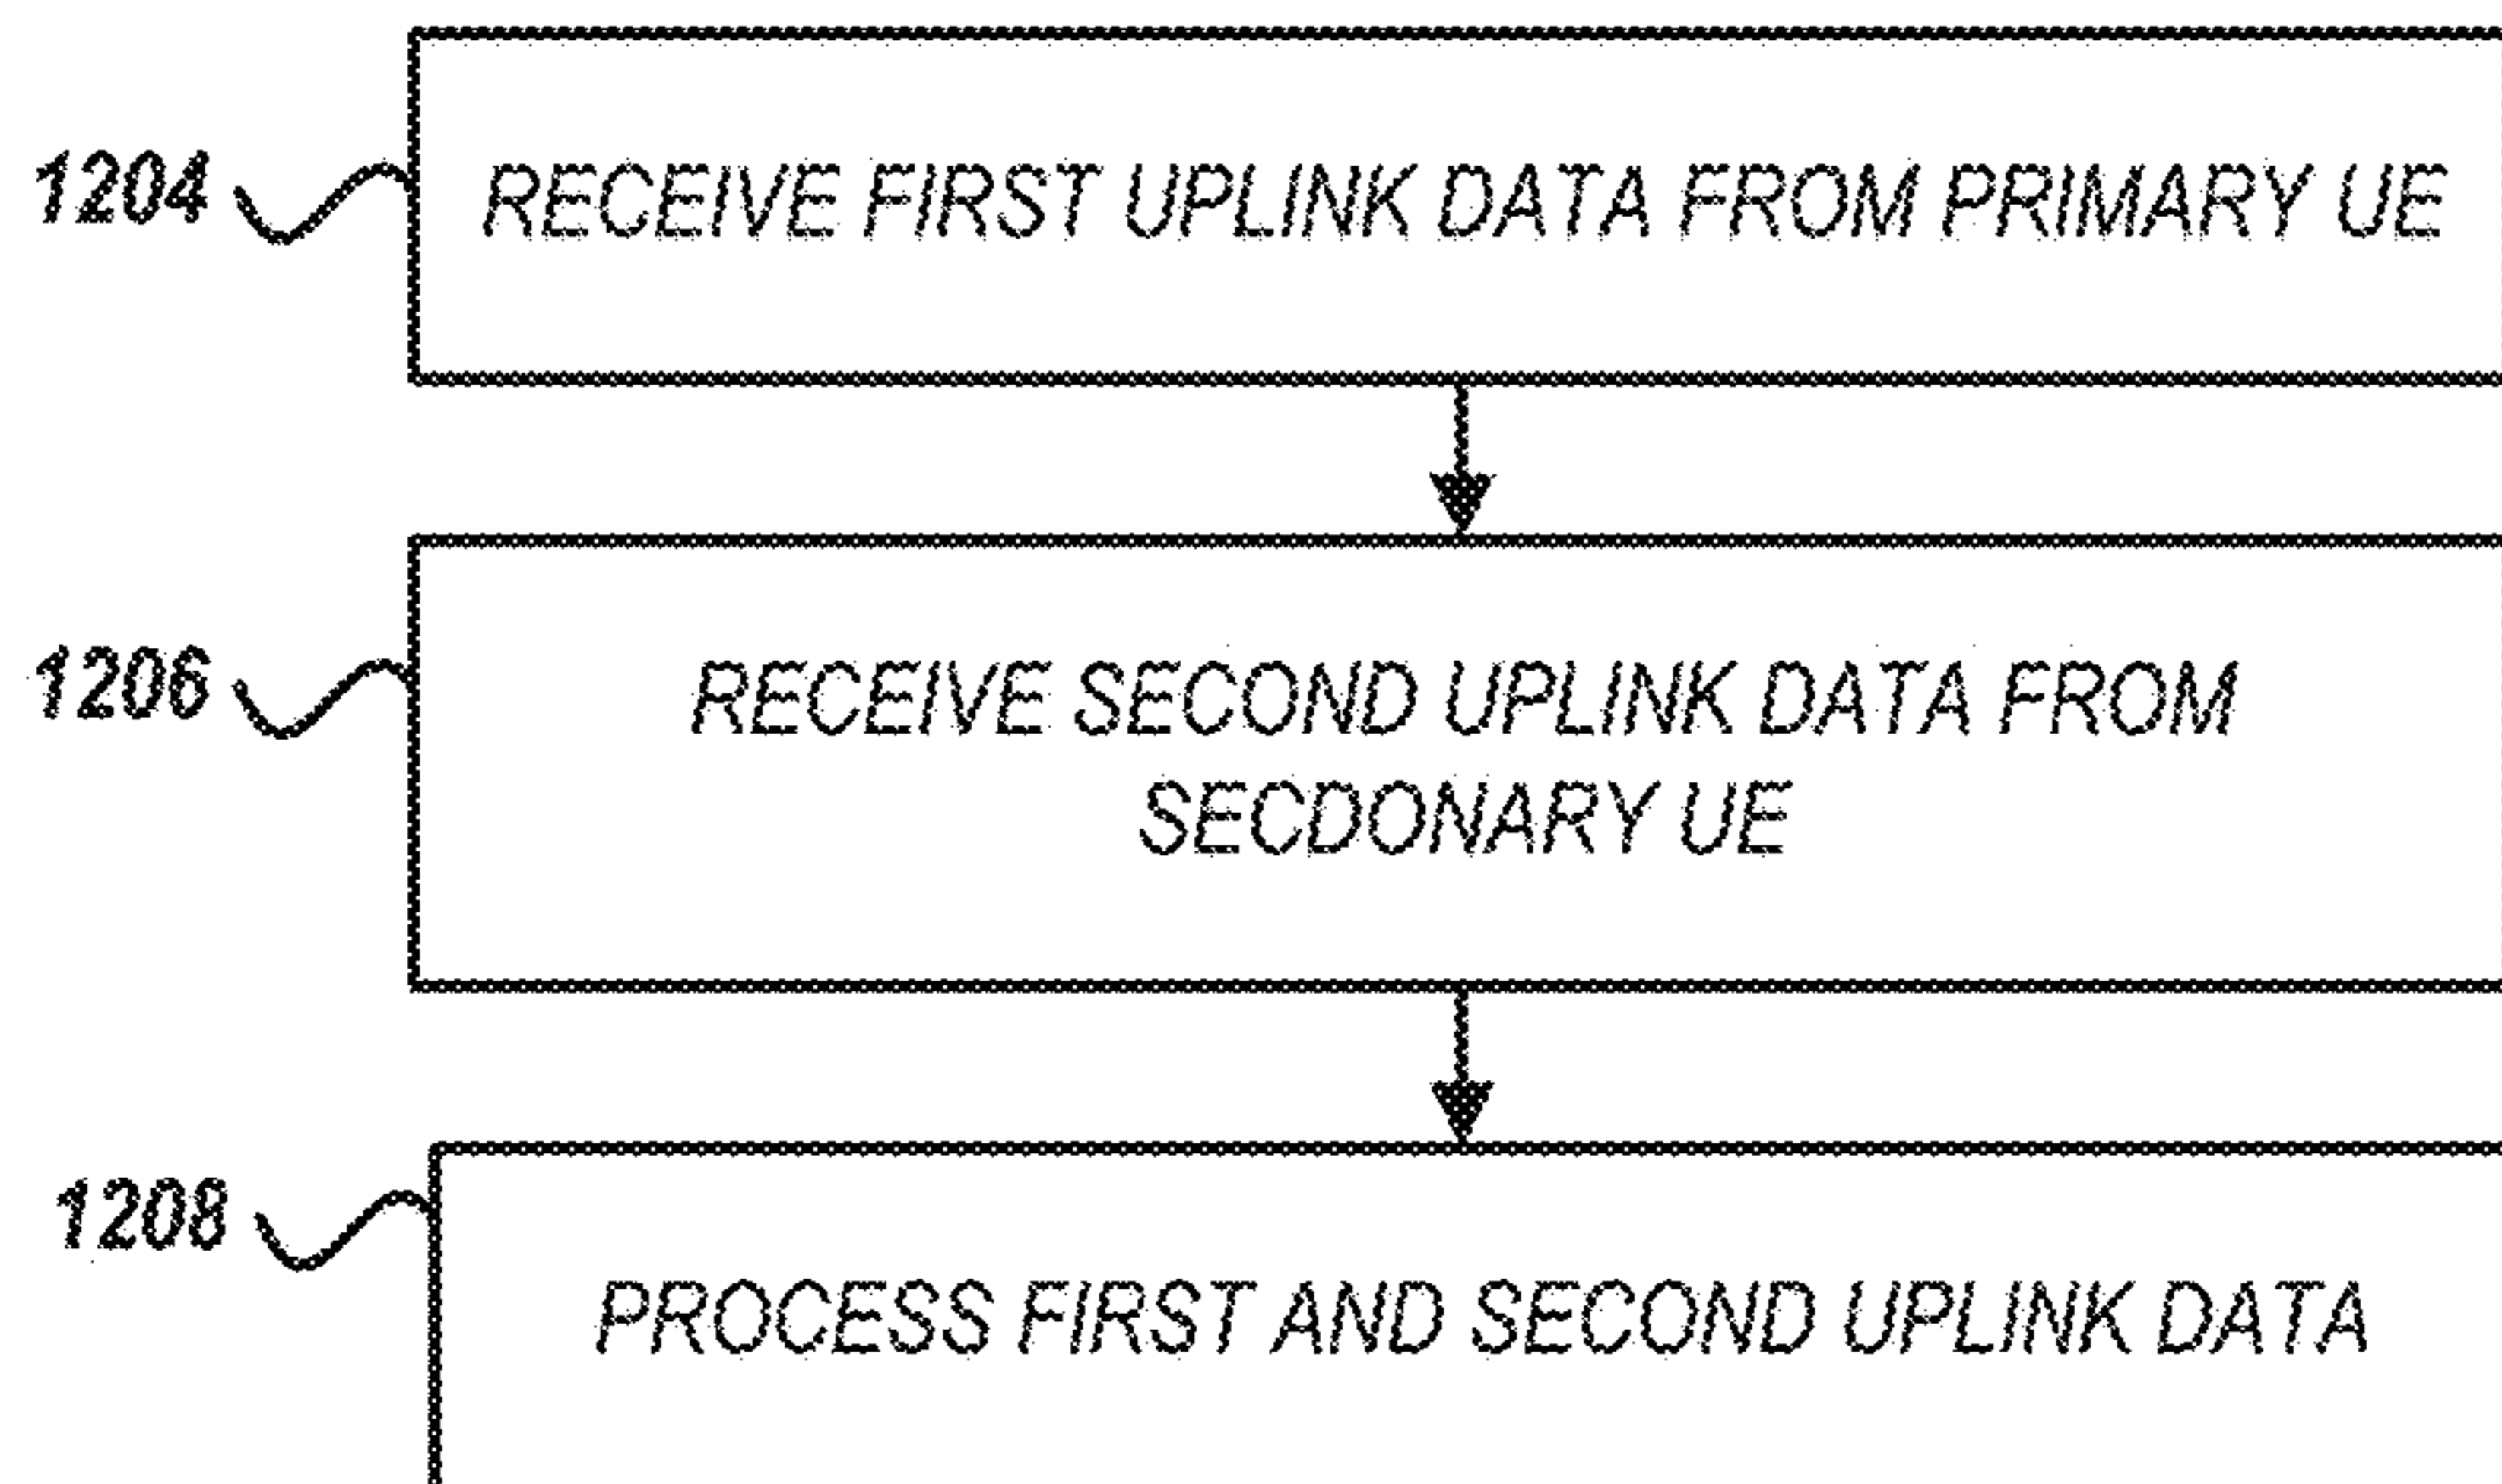 1204 RECEIVE FIRST UPLINK DATA FROM PRIMARY UE
1206 RECEIVE SECOND UPLINK DATA FROM
SECDONARY UE
1208
PROCESS FIRST AND SECOND UPLINK DATA